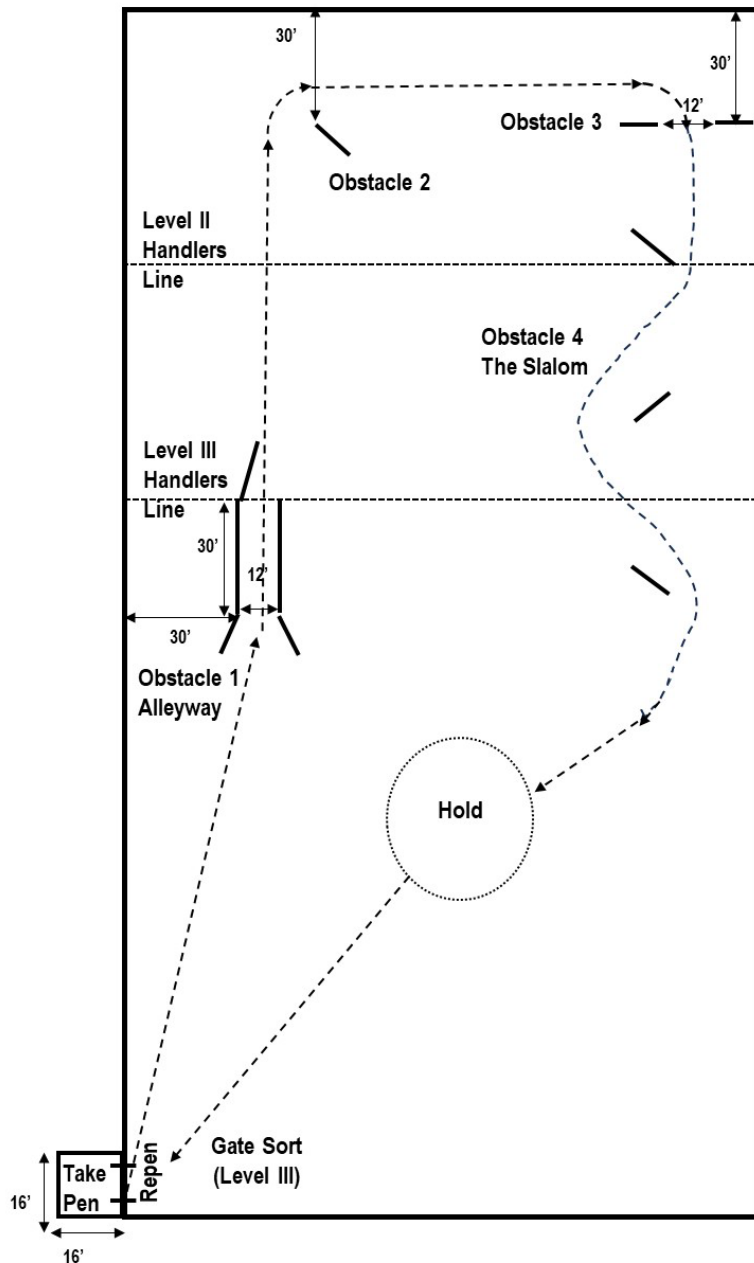 30’
30’
12’
Obstacle 3
Obstacle 2
Level II
Handlers
Line
Obstacle 4
The Slalom
Level III
Handlers
Line
30’
12’
30’
Obstacle 1
Alleyway
Hold
Gate Sort
(Level III)
Take
Pen
Repen
16’
16’